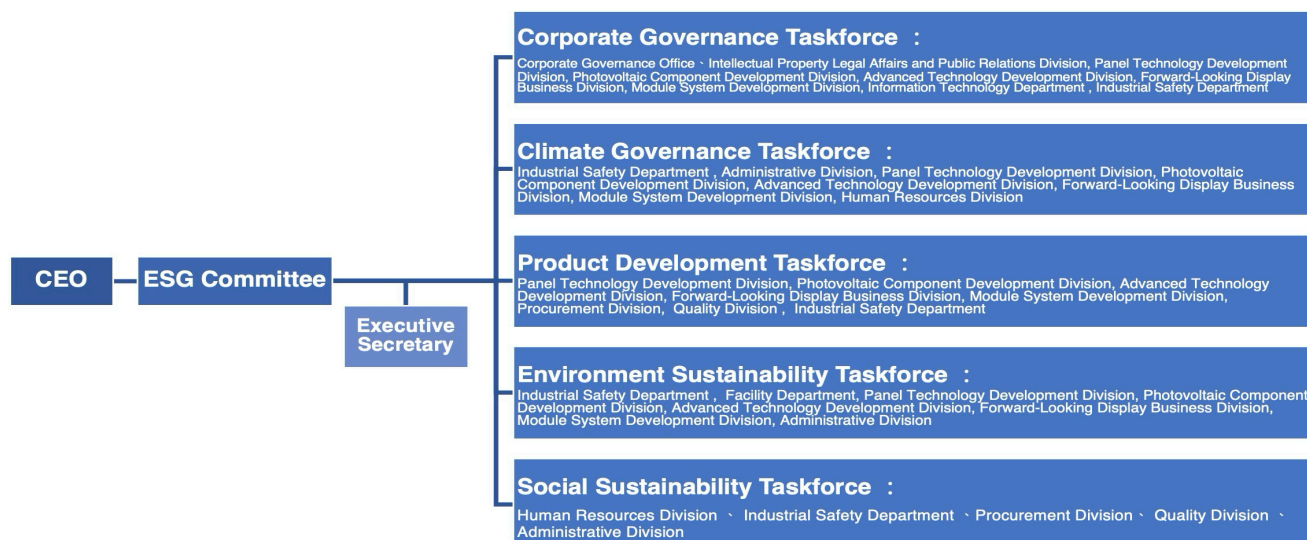 CEO
ESG Committee
Executive
Secretary
Corporate Governance Taskforce ：
Corporate Governance Office、Intellectual Property Legal Affairs and Public Relations Division, Panel Technology Development
Division, Photovoltaic Component Development Division, Advanced Technology Development Division, Forward-Looking Display
Business Division, Module System Development Division, Information Technology Department , Industrial Safety Department
Climate Governance Taskforce ：
Industrial Safety Department , Administrative Division, Panel Technology Development Division, Photovoltaic
Component Development Division, Advanced Technology Development Division, Forward-Looking Display Business
Division, Module System Development Division, Human Resources Division
Product Development Taskforce ：
Panel Technology Development Division, Photovoltaic Component Development Division, Advanced Technology
Development Division, Forward-Looking Display Business Division, Module System Development Division,
Procurement Division, Quality Division , Industrial Safety Department
Environment Sustainability Taskforce ：
Industrial Safety Department , Facility Department, Panel Technology Development Division, Photovoltaic Component
Development Division, Advanced Technology Development Division, Forward-Looking Display Business Division,
Module System Development Division, Administrative Division
Social Sustainability Taskforce ：
Human Resources Division 、 Industrial Safety Department 、Procurement Division、 Quality Division 、
Administrative Division